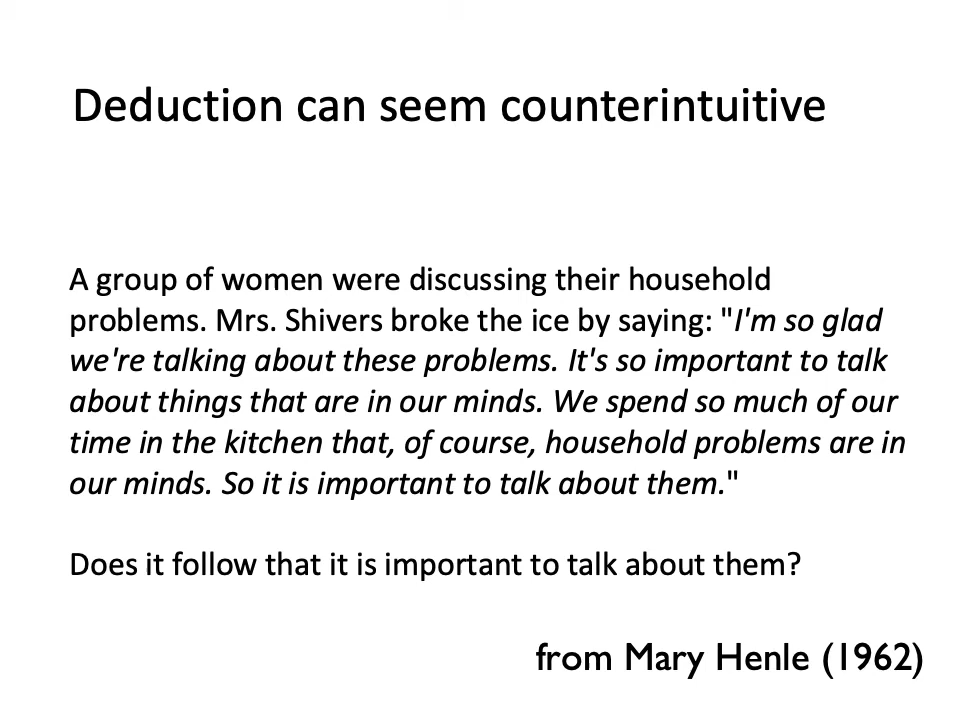 Deduction can seem counterintuitive
A group of women were discussing their household
problems. Mrs. Shivers broke the ice by saying: "I'm so glad
we're talking about these problems. It's so important to talk
about things that are in our minds. We spend so much of our
time in the kitchen that, of course, household problems are in
our minds. So it is important to talk about them."
Does it follow that it is important to talk about them?
from Mary Henle (1962)